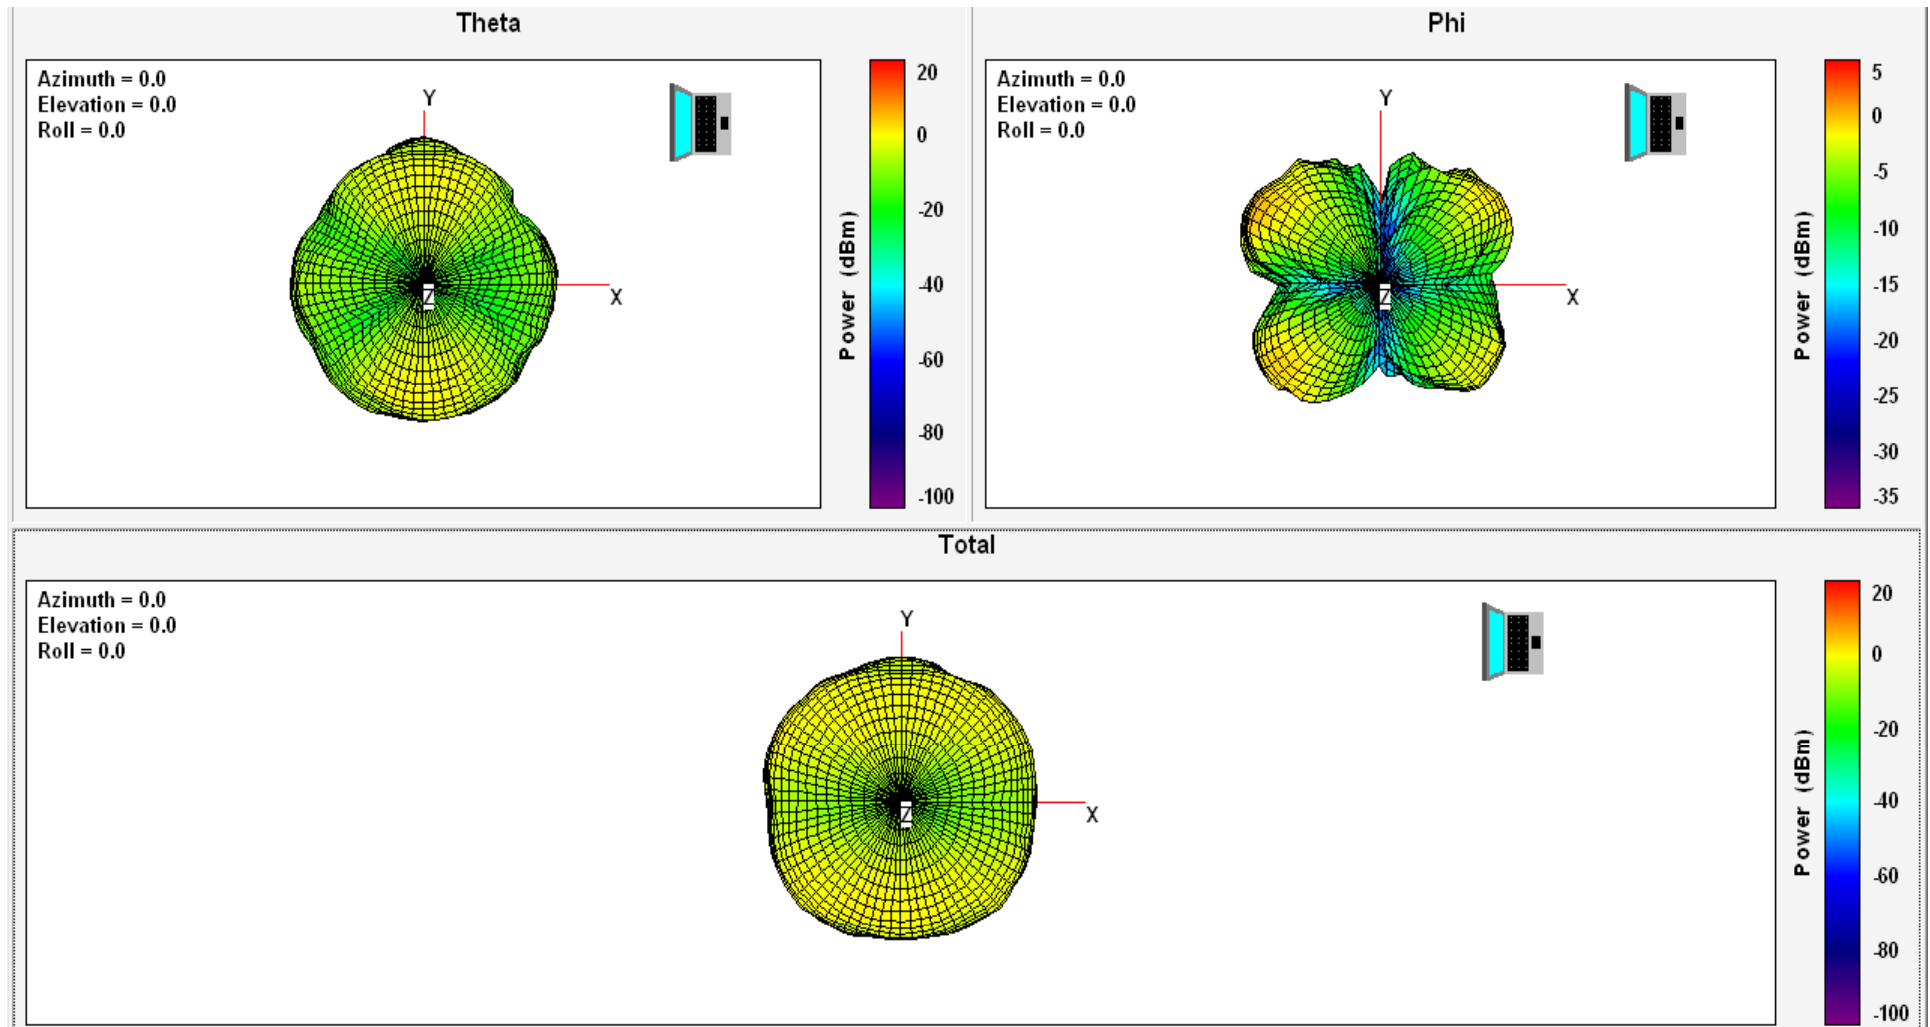 Theta
Azimuth = 0.0
Elevation = 0.0
Roll = 0.0
Y
X
Z
20
0
-20
-40
-60
-80
-100
Power (dBm)
Phi
Azimuth = 0.0
Elevation = 0.0
Roll = 0.0
Y
X
Z
5
0
-5
-10
-15
-20
-25
-30
-35
Power (dBm)
Total
Azimuth = 0.0
Elevation = 0.0
Roll = 0.0
Y
X
Z
20
0
-20
-40
-60
-80
-100
Power (dBm)